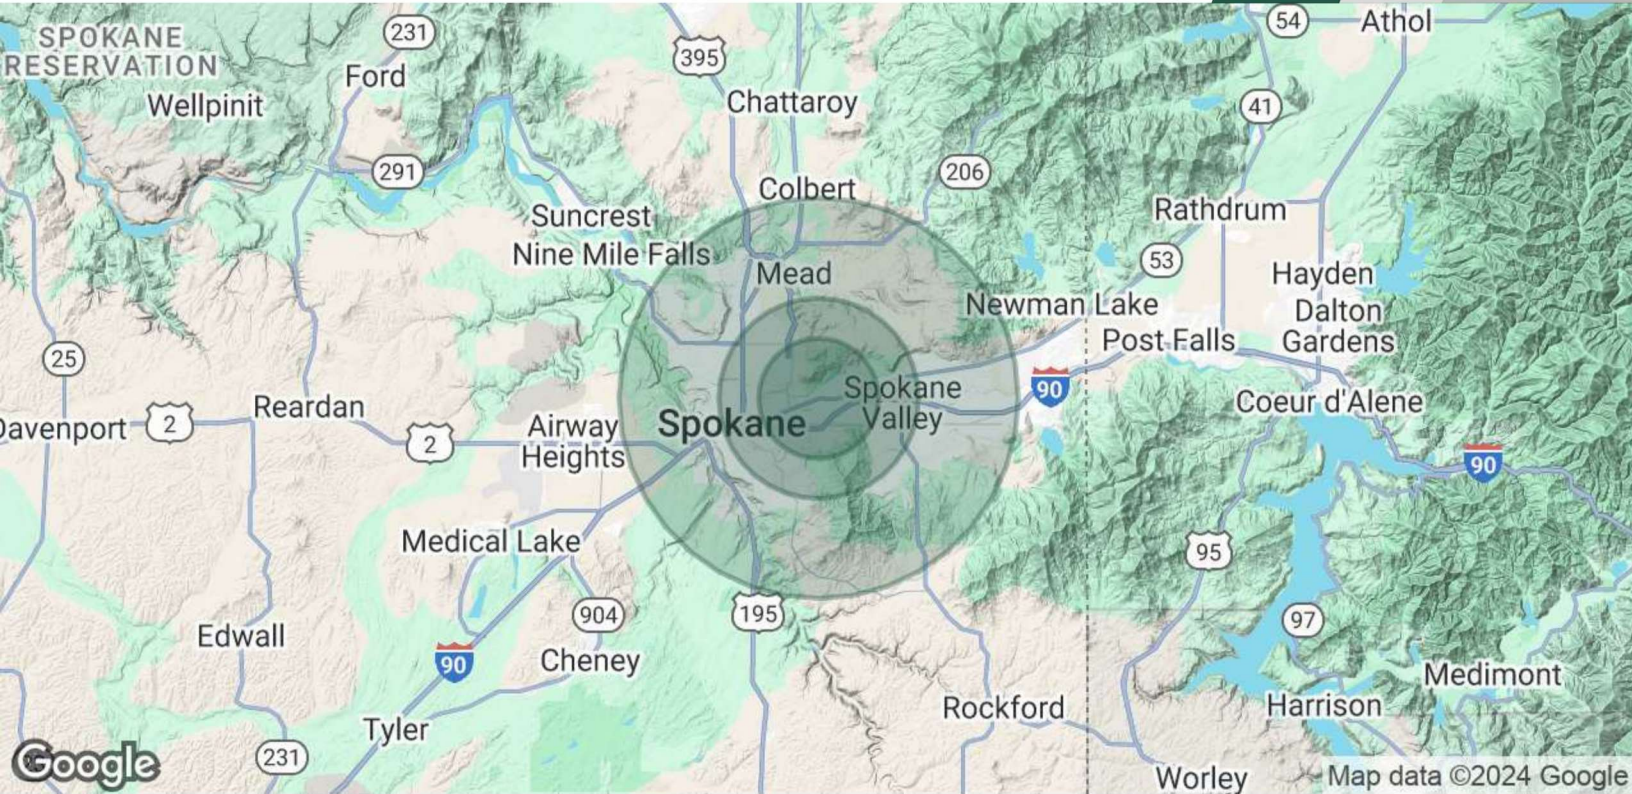 54
Athol
SPOKANE
RESERVATION
231
395
Ford
Wellpinit
Chattaroy
41
291
206
Colbert
Suncrest
Rathdrum
Nine Mile Falls
Mead
53
Hayden
Newman Lake
Dalton
Gardens
Post Falls
25
90
Spokane
Valley
Reardan
2
Davenport
Spokane
Airway
Heights
2
Coeur d'Alene
90
Medical Lake
95
904
195
97
Edwall
90
Cheney
Medimont
Rockford
Harrison
Tyler
231
Google
Worley
Map data ©2024 Google